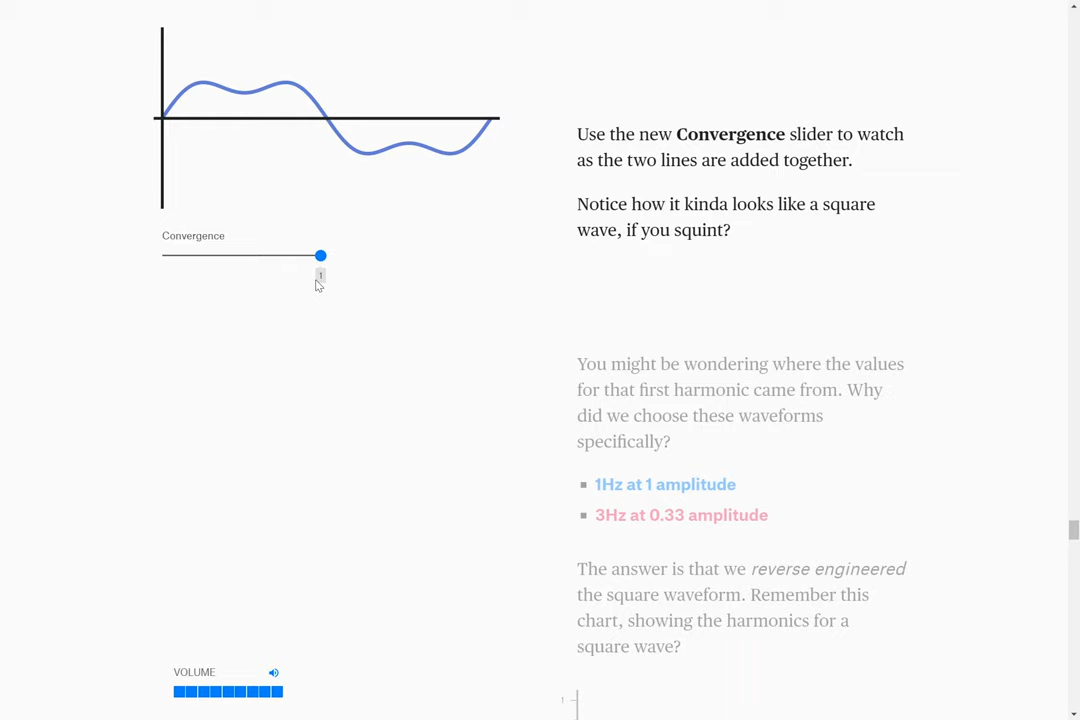 Use the new Convergence slider to watch
as the two lines are added together.
Notice how it kinda looks like a square
wave, if you squint?
Convergence
1
You might be wondering where the values
for that first harmonic came from. Why
did we choose these waveforms
specifically?
1Hz at 1 amplitude
3Hz at 0.33 amplitude
The answer is that we reverse engineered
the square waveform. Remember this
chart, showing the harmonics for a
square wave?
VOLUME
1